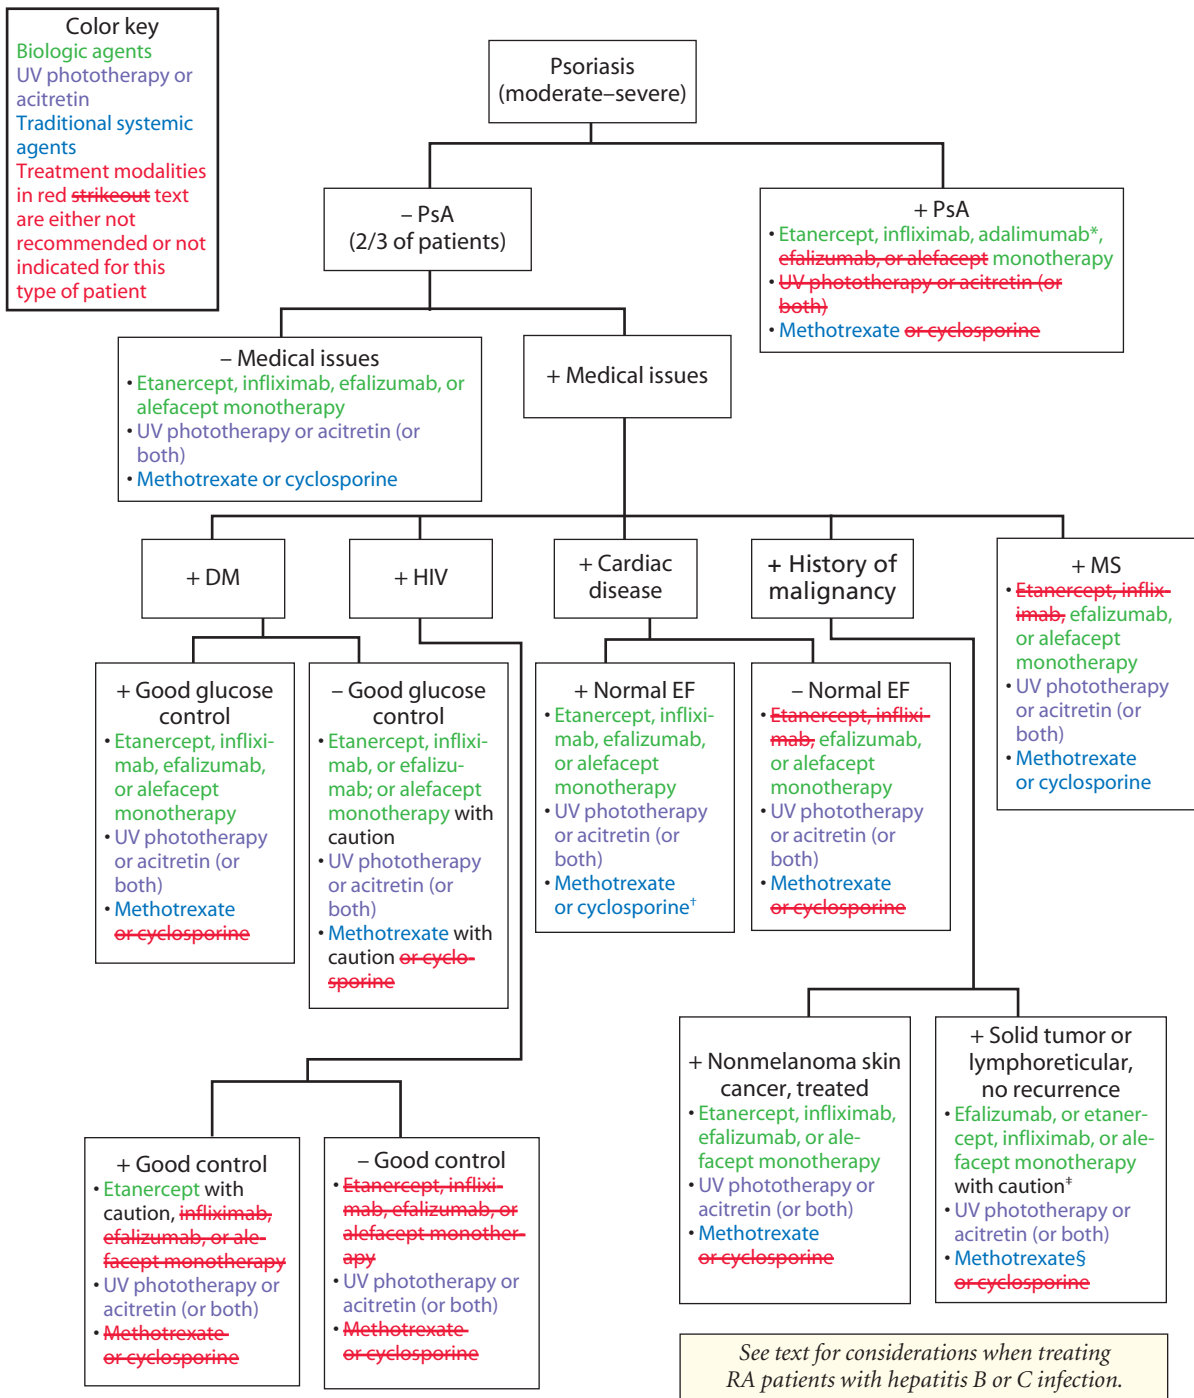 Color key
Biologic agents
UV phototherapy or
acitretin
Traditional systemic
agents
Treatment modalities
in red strikeout text
are either not
recommended or not
indicated for this
type of patient
Psoriasis
(moderate–severe)
– PsA
(2/3 of patients)
+ PsA
• Etanercept, infliximab, adalimumab*,
efalizumab, or alefacept monotherapy
• UV phototherapy or acitretin (or
both)
• Methotrexate or cyclosporine
– Medical issues
• Etanercept, infliximab, efalizumab, or
alefacept monotherapy
• UV phototherapy or acitretin (or
both)
• Methotrexate or cyclosporine
+ Medical issues
+ DM
+ HIV
+ Cardiac
disease
+ History of
malignancy
+ MS
• Etanercept, inflix-
imab, efalizumab,
or alefacept
monotherapy
• UV phototherapy
or acitretin (or
both)
• Methotrexate
or cyclosporine
+ Good glucose
control
• Etanercept, inflixi-
mab, efalizumab,
or alefacept
monotherapy
• UV phototherapy
or acitretin (or
both)
• Methotrexate
or cyclosporine
– Good glucose
control
• Etanercept, inflixi-
mab, or efalizu-
mab; or alefacept
monotherapy with
caution
• UV phototherapy
or acitretin (or
both)
• Methotrexate with
caution or cyclo-
sporine
+ Normal EF
• Etanercept, inflixi-
mab, efalizumab,
or alefacept
monotherapy
• UV phototherapy
or acitretin (or
both)
• Methotrexate
or cyclosporine†
– Normal EF
• Etanercept, inflixi-
mab, efalizumab,
or alefacept
monotherapy
• UV phototherapy
or acitretin (or
both)
• Methotrexate
or cyclosporine
+ Nonmelanoma skin
cancer, treated
• Etanercept, infliximab,
efalizumab, or ale-
facept monotherapy
• UV phototherapy or
acitretin (or both)
• Methotrexate
or cyclosporine
+ Solid tumor or
lymphoreticular,
no recurrence
• Efalizumab, or etaner-
cept, infliximab, or ale-
facept monotherapy
with caution‡
• UV phototherapy or
acitretin (or both)
• Methotrexate§
or cyclosporine
+ Good control
• Etanercept with
caution, infliximab,
efalizumab, or ale-
facept monotherapy
• UV phototherapy or
acitretin (or both)
• Methotrexate
or cyclosporine
– Good control
• Etanercept, inflixi-
mab, efalizumab, or
alefacept monother-
apy
• UV phototherapy or
acitretin (or both)
• Methotrexate
or cyclosporine
See text for considerations when treating
RA patients with hepatitis B or C infection.